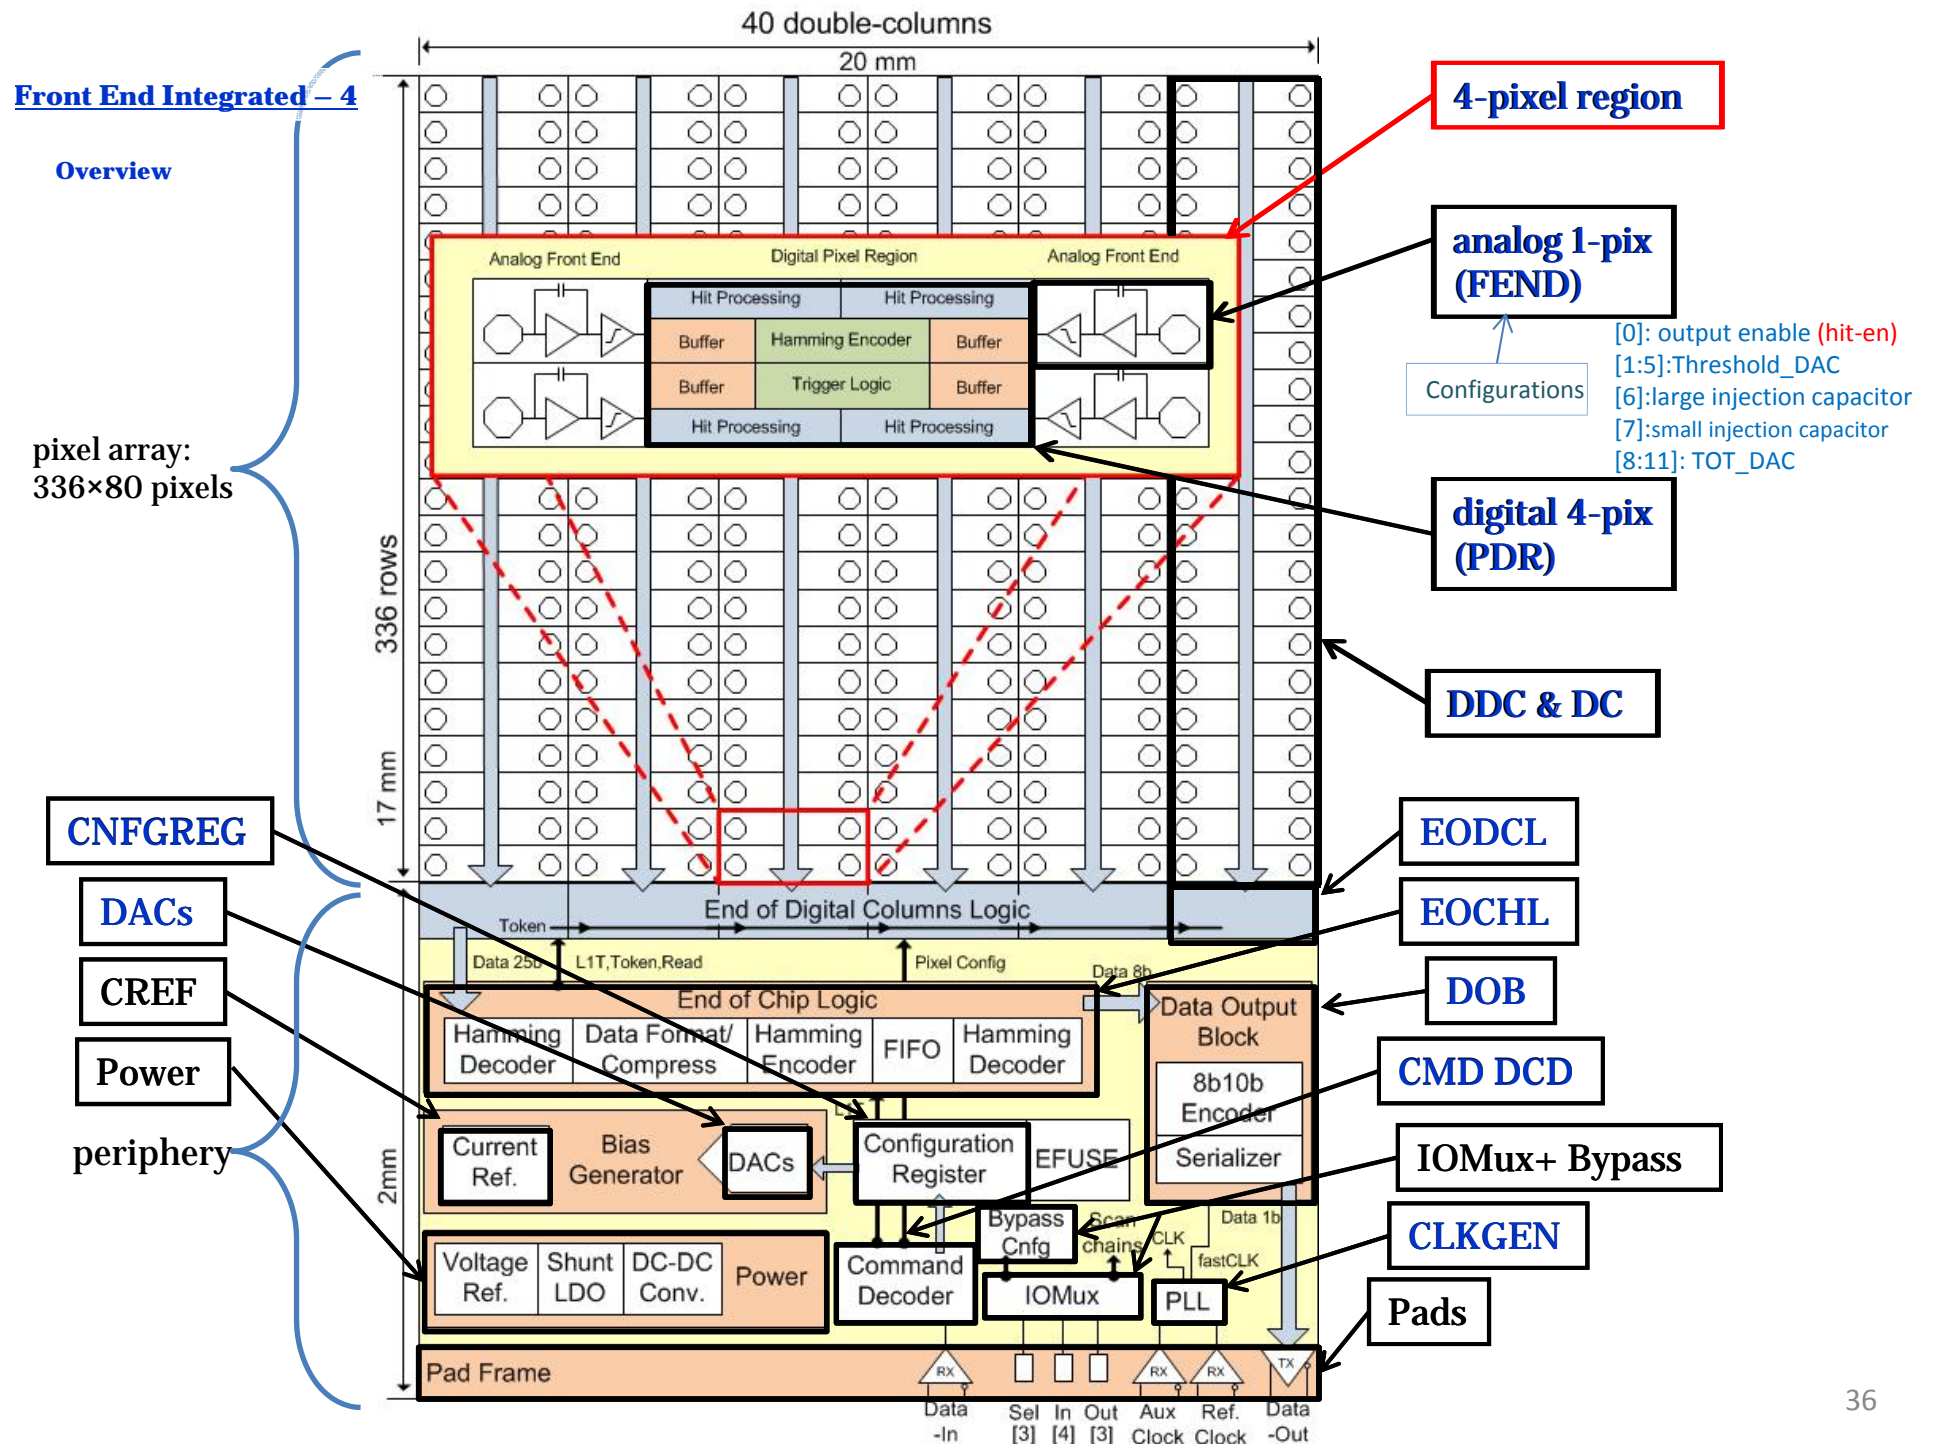 40 double-columns
20 mm
Front End Integrated – 4
Overview
4-pixel region
Analog Front End
Digital Pixel Region
Analog Front End
analog 1-pix
(FEND)
Hit Processing
Hit Processing
Buffer
Hamming Encoder
Buffer
Buffer
Trigger Logic
Buffer
Hit Processing
Hit Processing
Configurations
[0]: output enable (hit-en)
[1:5]:Threshold_DAC
[6]:large injection capacitor
[7]:small injection capacitor
[8:11]: TOT_DAC
pixel array:
336×80 pixels
digital 4-pix
(PDR)
336 rows
17 mm
DDC & DC
CNFGREG
DACs
CREF
Power
periphery
2mm
EODCL
EOCHL
DOB
CMD DCD
IOMux+ Bypass
CLKGEN
Pads
End of Digital Columns Logic
Token
Data 25b
L1T,Token,Read
Pixel Config
Data 8b
End of Chip Logic
Hamming
Decoder
Data Format/
Compress
Hamming
Encoder
FIFO
Hamming
Decoder
Data Output
Block
8b10b
Encoder
Serializer
L1T
Current
Ref.
Bias
Generator
DACs
Configuration
Register
EFUSE
Bypass
Cnfg
Scan
chains
CLK
fastCLK
Data 1b
Voltage
Ref.
Shunt
LDO
DC-DC
Conv.
Power
Command
Decoder
IOMux
PLL
Pad Frame
RX
RX
RX
TX
Data
-In
Sel
[3]
In
[4]
Out
[3]
Aux
Clock
Ref.
Clock
Data
-Out
36